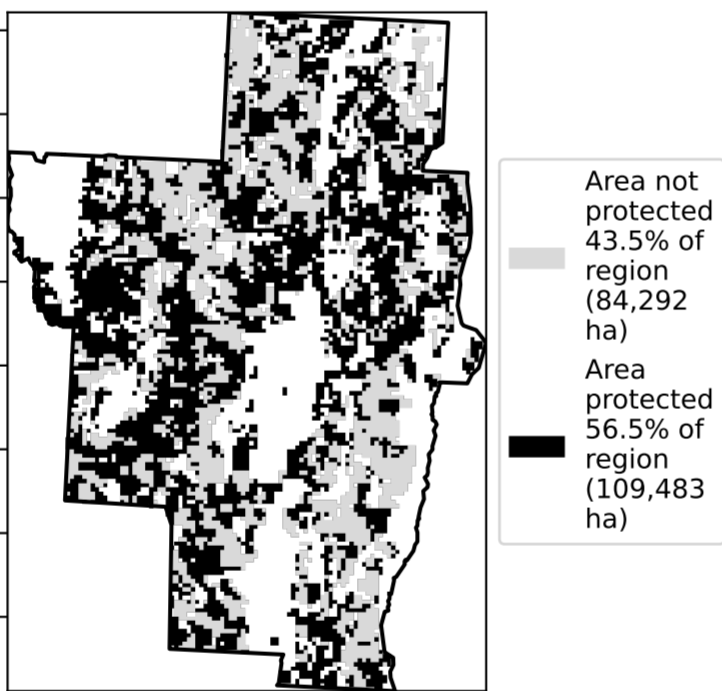 Area not
protected
43.5% of
region
(84,292
ha)
Area
protected
56.5% of
region
(109,483
ha)